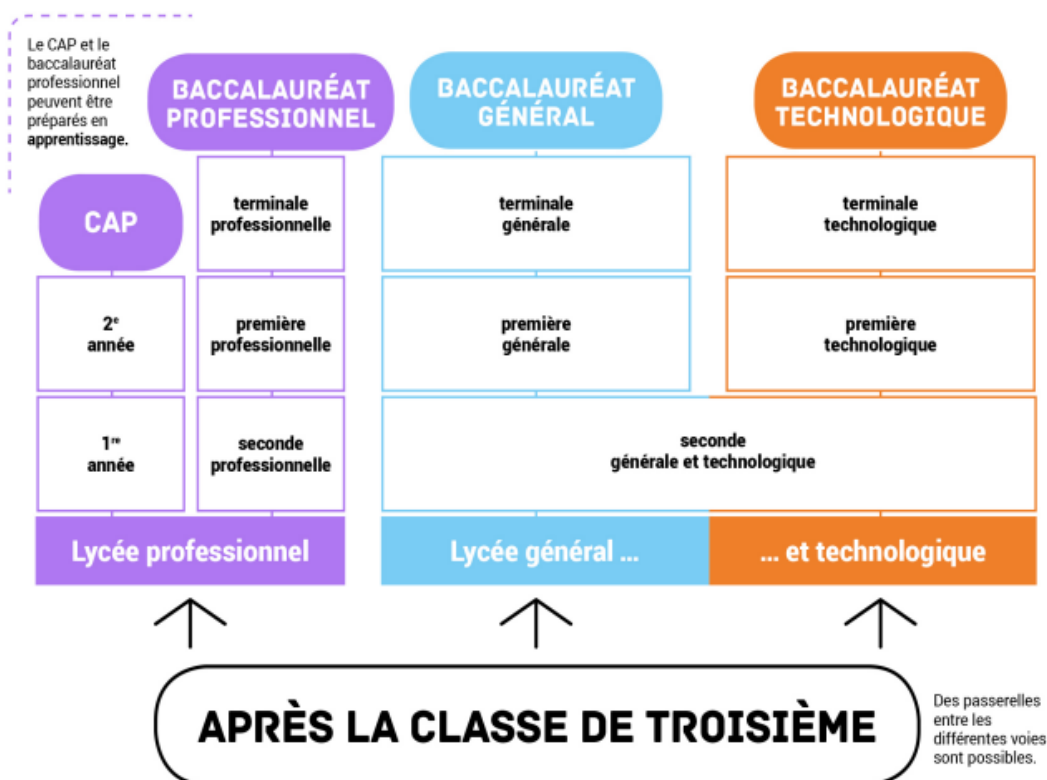 Le CAP et le
baccalauréat
professionnel
peuvent être
préparés en
apprentissage.
BACCALAURÉAT
PROFESSIONNEL
BACCALAURÉAT
GÉNÉRAL
BACCALAURÉAT
TECHNOLOGIQUE
CAP
terminale
professionnelle
terminale
générale
terminale
technologique
2e
année
première
professionnelle
première
générale
première
technologique
1re
année
seconde
professionnelle
seconde
générale et technologique
Lycée professionnel
Lycée général ...
... et technologique
APRÈS LA CLASSE DE TROISIÈME
Des passerelles
entre les
différentes voies
sont possibles.